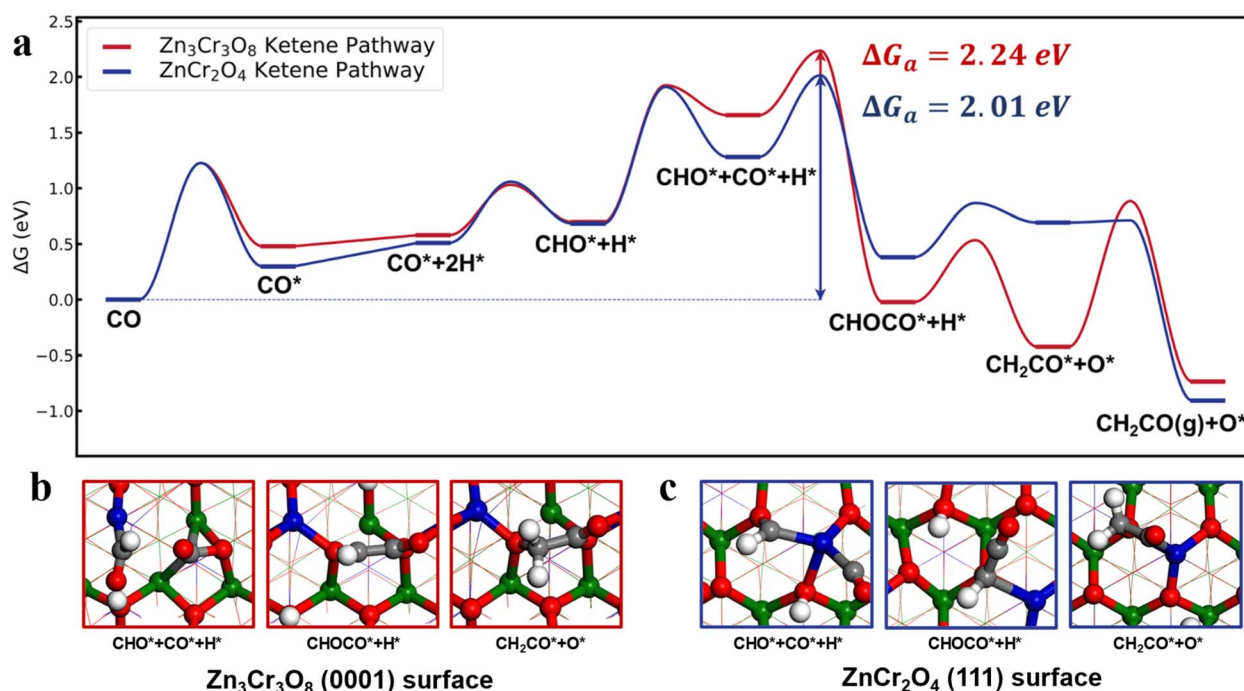 a
2.5
2.0
1.5
1.0
0.5
0.0
−0.5
−1.0
ΔG (eV)
Zn₃Cr₃O₈ Ketene Pathway
ZnCr₂O₄ Ketene Pathway
ΔGₐ = 2.24 eV
ΔGₐ = 2.01 eV
CO
CO*
CO*+2H*
CHO*+H*
CHO*+CO*+H*
CHOCO*+H*
CH₂CO*+O*
CH₂CO(g)+O*
b
CHO*+CO*+H*
CHOCO*+H*
CH₂CO*+O*
Zn₃Cr₃O₈ (0001) surface
c
CHO*+CO*+H*
CHOCO*+H*
CH₂CO*+O*
ZnCr₂O₄ (111) surface